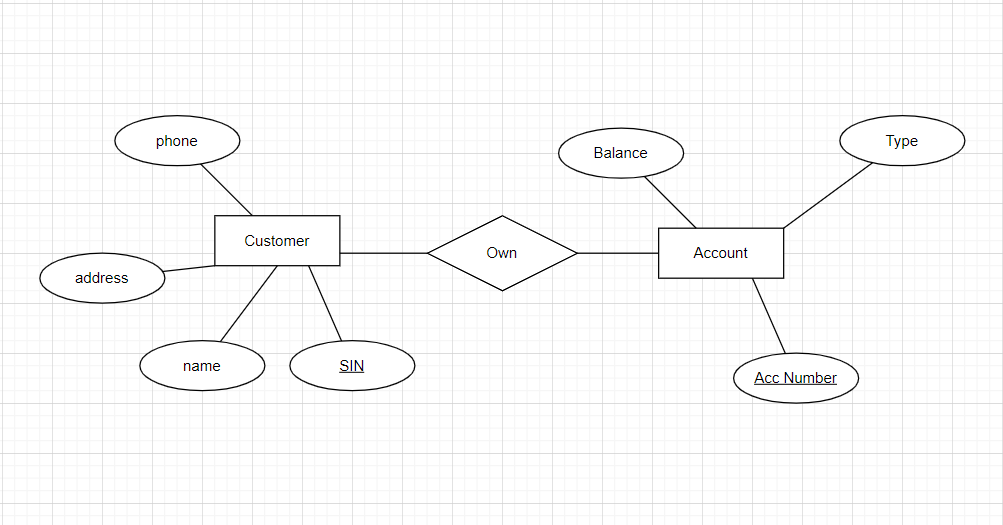 phone
Balance
Type
Customer
Own
Account
address
name
SIN
Acc Number